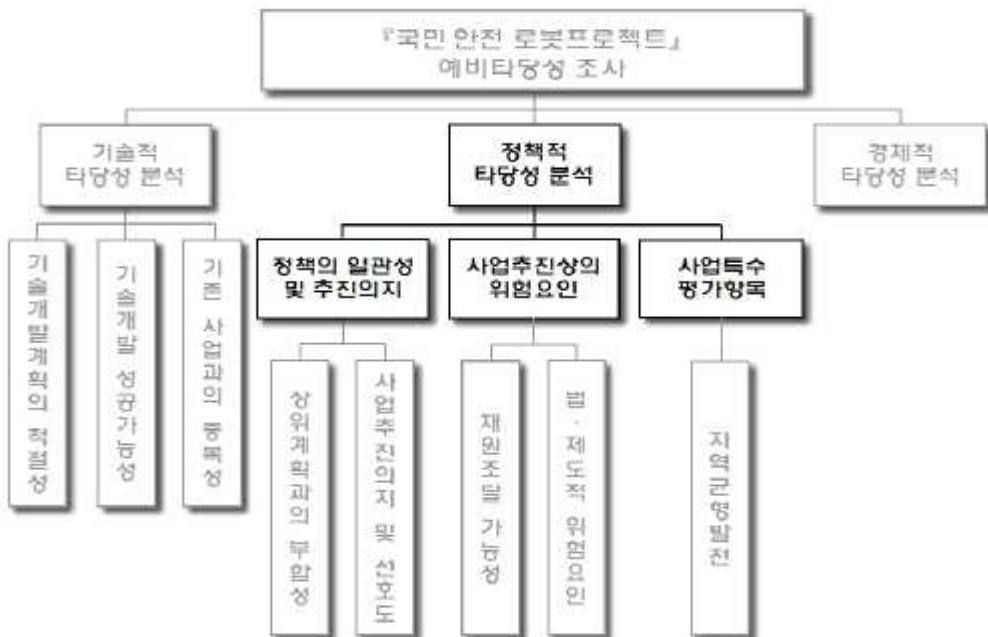 『국민 안전 로봇프로젝트』
예비타당성 조사
기술적
타당성 분석
정책적
타당성 분석
경제적
타당성 분석
기술개발계획의 적절성
기술개발 성공가능성
기존 사업과의 중복성
정책의 일관성
및 추진의지
사업추진상의
위험요인
사업특수
평가항목
상위계획과의 부합성
사업추진의지 및 선호도
재원조달 가능성
법·제도적 위험요인
지역균형발전